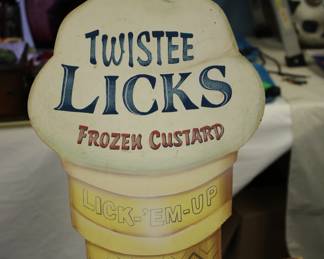 TWISTEE
LICKS
FROZEN CUSTARD
LICK-'EM-UP